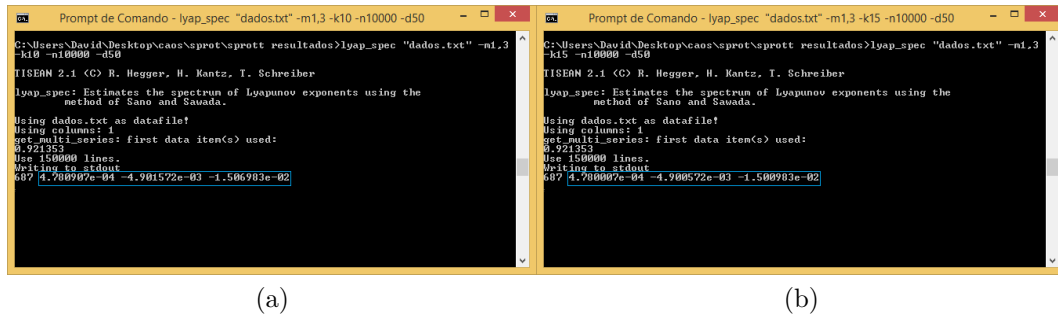 Prompt de Comando - lyap_spec "dados.txt" -m1,3 -k10 -n10000 -d50
C:\Users\David\Desktop\caos\sprot\sprott resultados>lyap_spec "dados.txt" -m1,3
-k10 -n10000 -d50
TISEAN 2.1 (C) R. Hegger, H. Kantz, T. Schreiber
lyap_spec: Estimates the spectrum of Lyapunov exponents using the
method of Sano and Sawada.
Using dados.txt as datafile!
Using columns: 1
get_multi_series: first data item(s) used:
0.921353
Use 150000 lines.
Writing to stdout
687 4.780907e-04 -4.901572e-03 -1.506983e-02
(a)
Prompt de Comando - lyap_spec "dados.txt" -m1,3 -k15 -n10000 -d50
C:\Users\David\Desktop\caos\sprot\sprott resultados>lyap_spec "dados.txt" -m1,3
-k15 -n10000 -d50
TISEAN 2.1 (C) R. Hegger, H. Kantz, T. Schreiber
lyap_spec: Estimates the spectrum of Lyapunov exponents using the
method of Sano and Sawada.
Using dados.txt as datafile!
Using columns: 1
get_multi_series: first data item(s) used:
0.921353
Use 150000 lines.
Writing to stdout
687 4.780007e-04 -4.900572e-03 -1.500983e-02
(b)